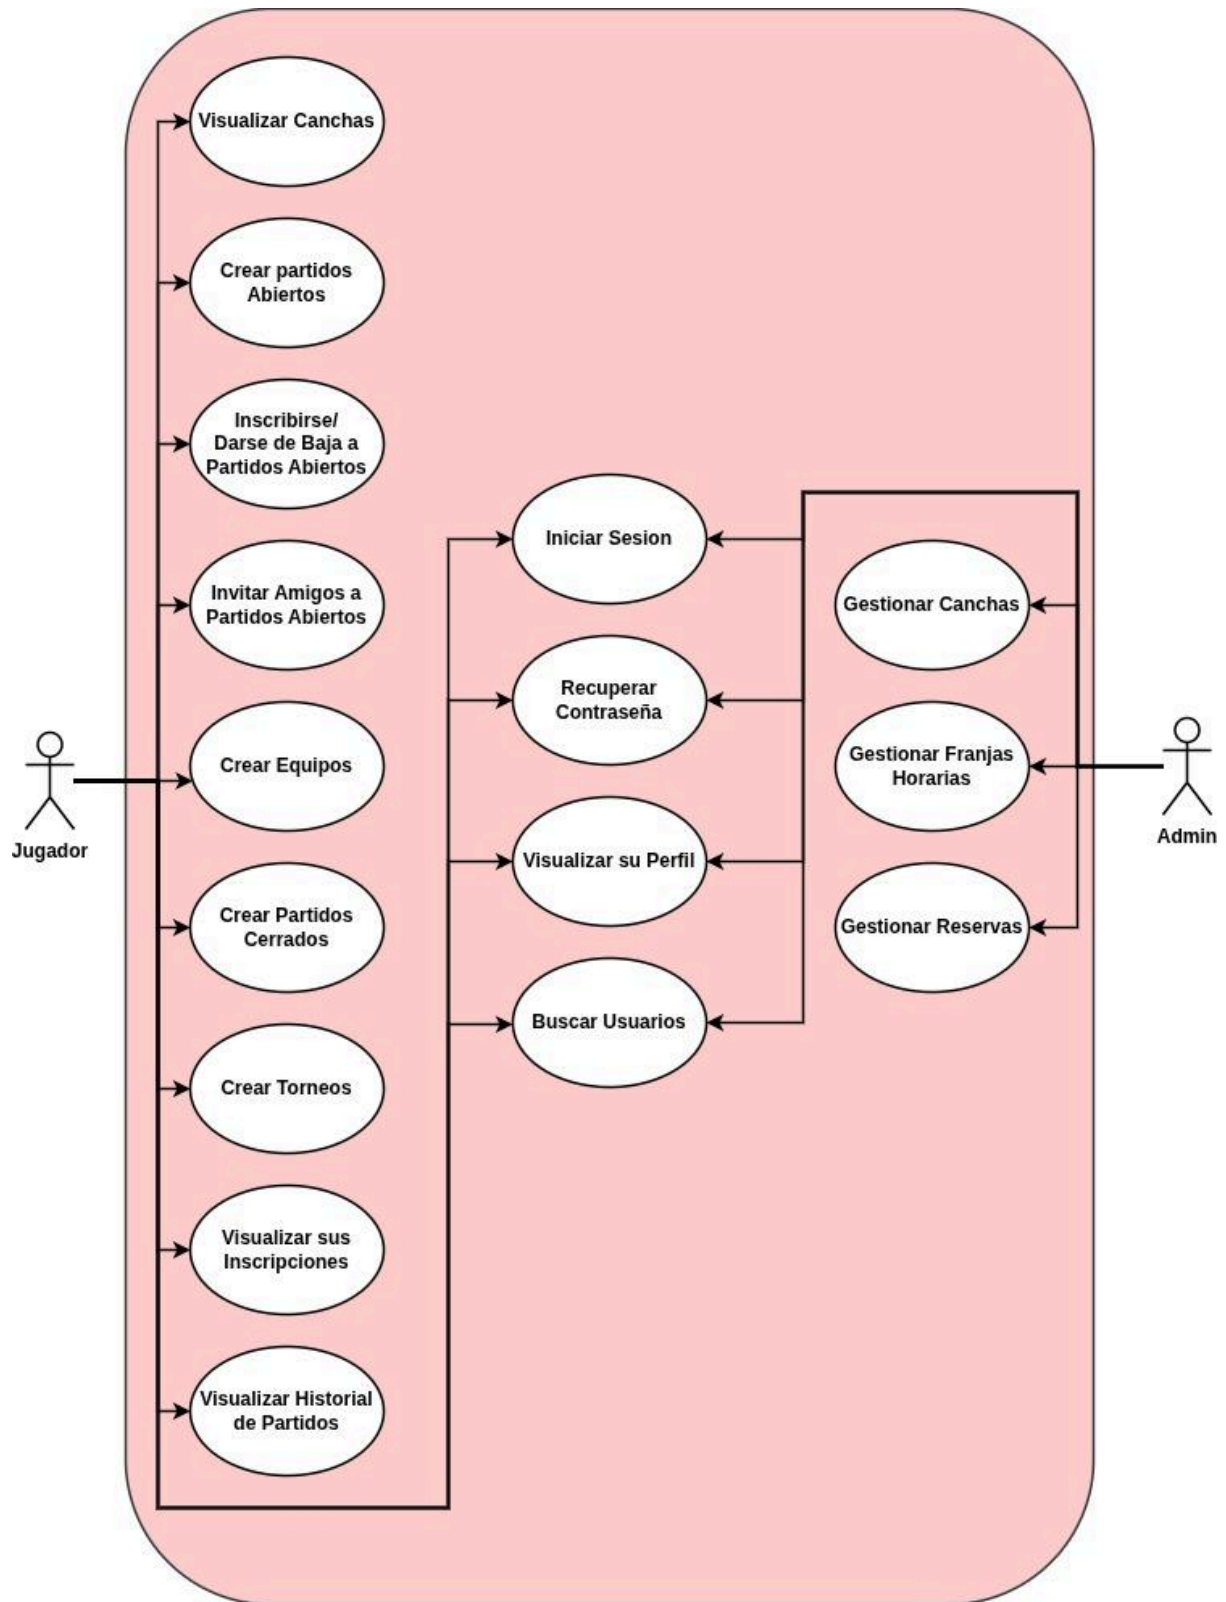 Visualizar Canchas
Crear partidos
Abiertos
Inscribirse/
Darse de Baja a
Partidos Abiertos
Invitar Amigos a
Partidos Abiertos
Crear Equipos
Crear Partidos
Cerrados
Crear Torneos
Visualizar sus
Inscripciones
Visualizar Historial
de Partidos
Jugador
Iniciar Sesion
Recuperar
Contraseña
Visualizar su Perfil
Buscar Usuarios
Gestionar Canchas
Gestionar Franjas
Horarias
Gestionar Reservas
Admin